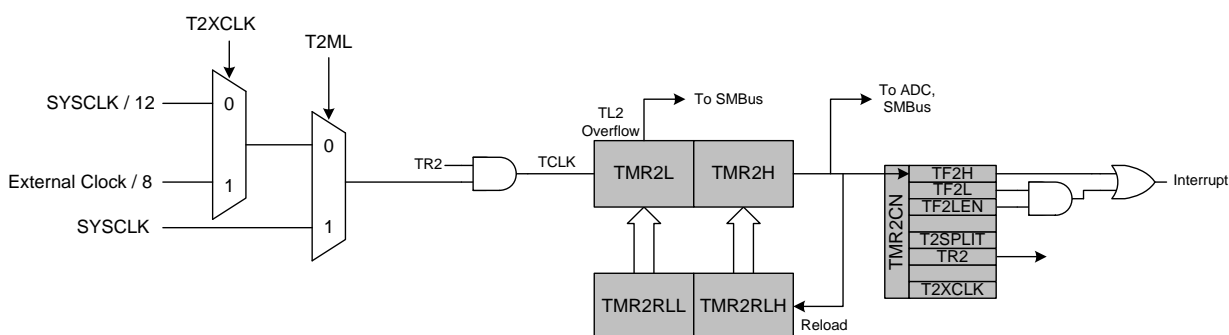 T2XCLK
T2ML
SYSCLK / 12
0
External Clock / 8
1
SYSCLK
0
1
TR2
TCLK
TL2
Overflow
To SMBus
To ADC,
SMBus
TMR2L
TMR2H
TMR2RLL
TMR2RLH
Reload
TMR2CN
TF2H
TF2L
TF2LEN
T2SPLIT
TR2
T2XCLK
Interrupt